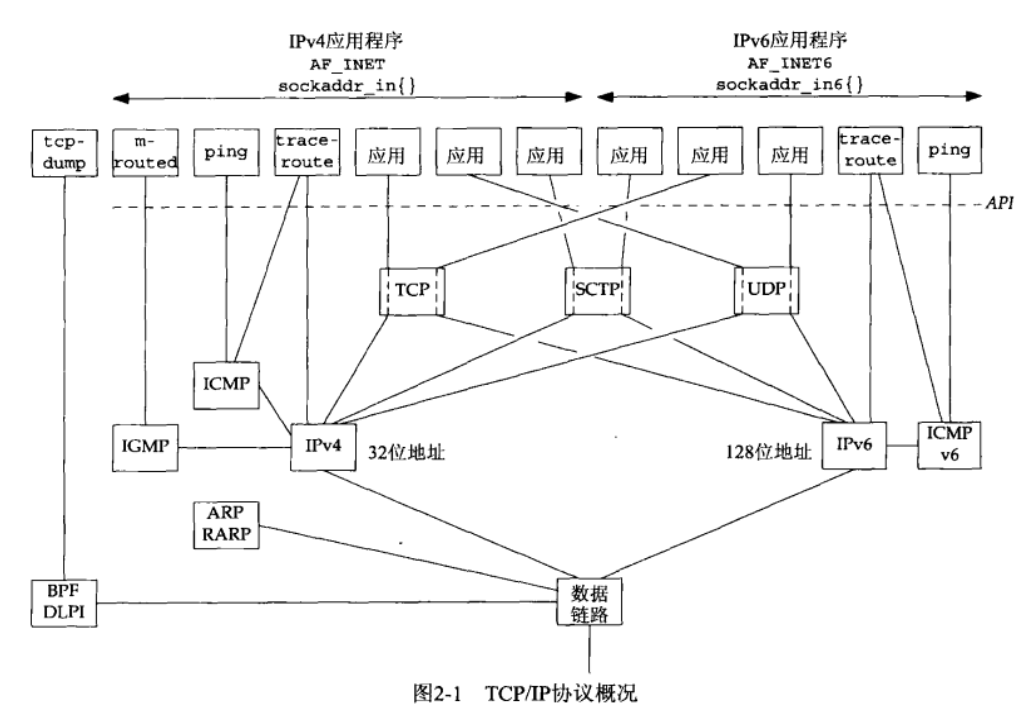 IPv4应用程序
AF_INET
sockaddr_in{}
IPv6应用程序
AF_INET6
sockaddr_in6{}
tcp-
dump
m-
routed
ping
trace-
route
应用
应用
应用
应用
应用
应用
trace-
route
ping
API
TCP
SCTP
UDP
ICMP
IGMP
IPv4
32位地址
128位地址
IPv6
ICMP
v6
ARP
RARP
BPF
DLPI
数据
链路
图2-1 TCP/IP协议概况